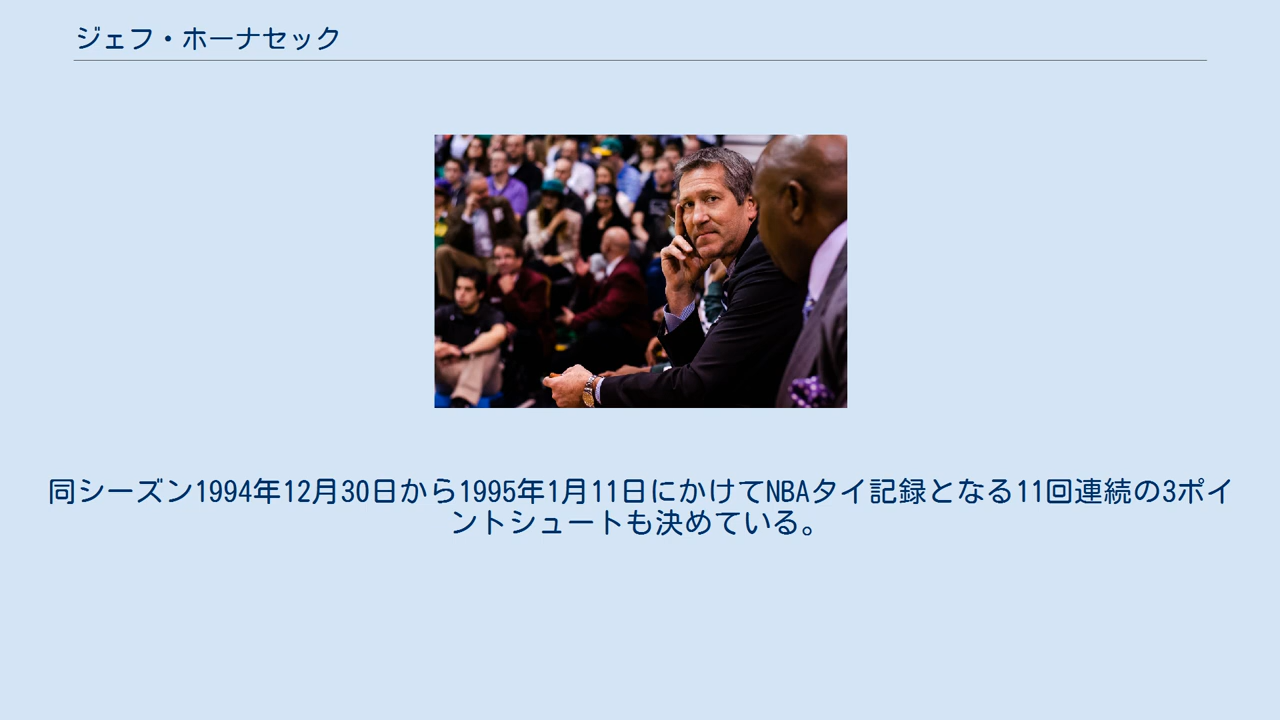 ジェフ・ホーナセック
同シーズン1994年12月30日から1995年1月11日にかけてNBAタイ記録となる11回連続の3ポイ
ントシュートも決めている。